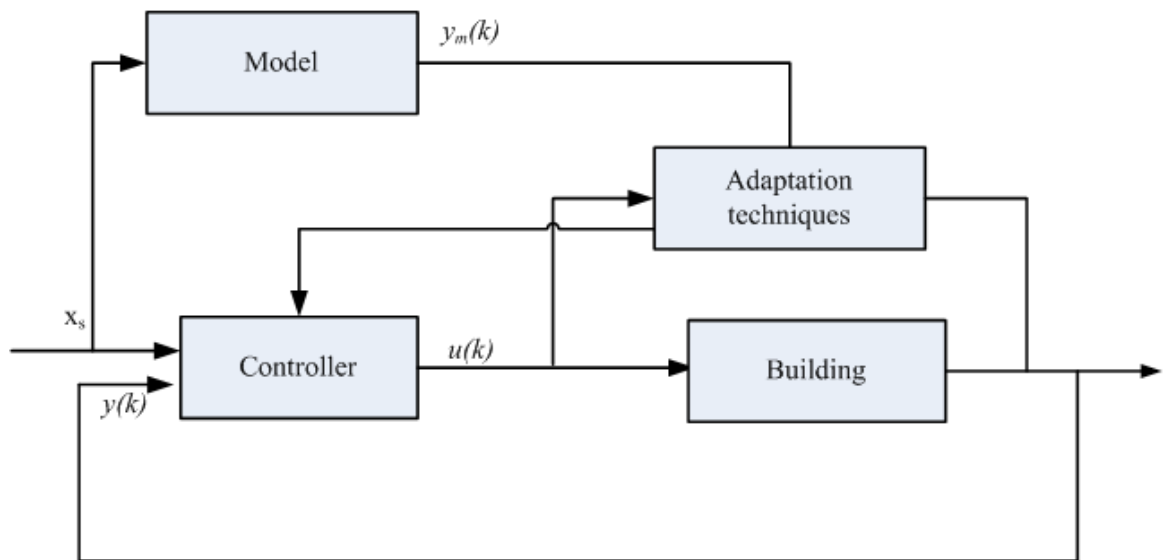 y_m(k)
Model
Adaptation
techniques
x_s
Controller
u(k)
Building
y(k)